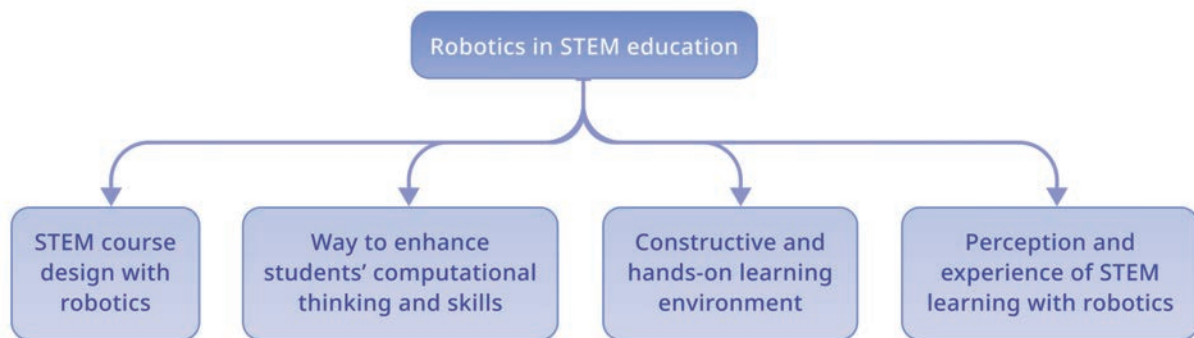 Robotics in STEM education
STEM course
design with
robotics
Way to enhance
students’ computational
thinking and skills
Constructive and
hands-on learning
environment
Perception and
experience of STEM
learning with robotics